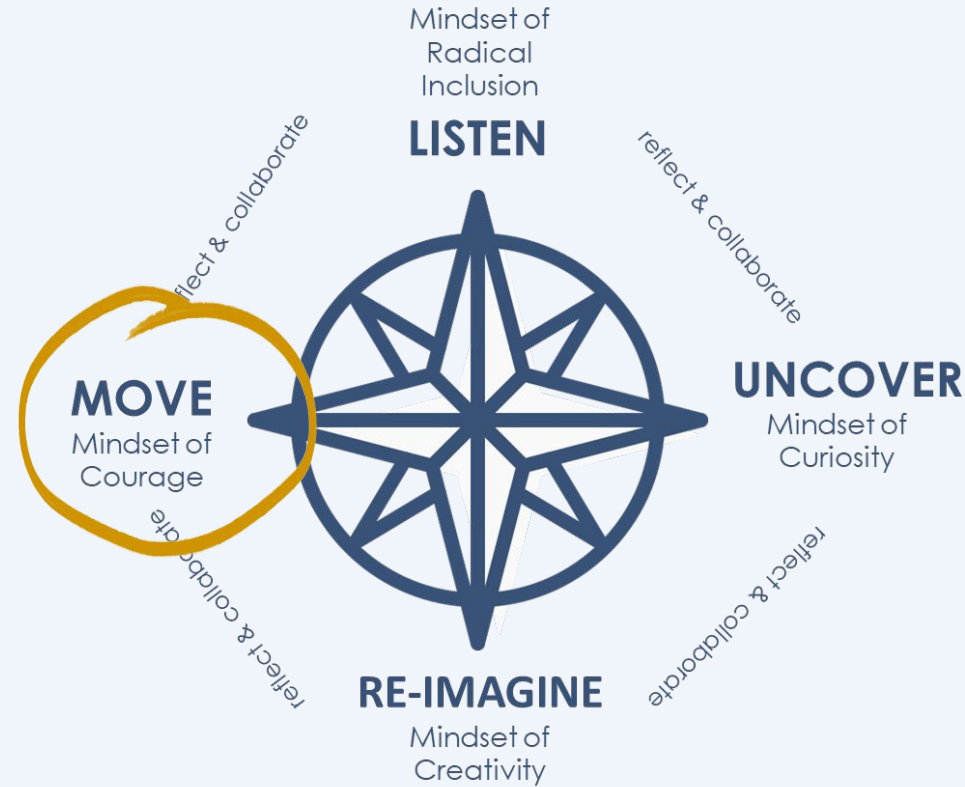 Mindset of
Radical
Inclusion
LISTEN
reflect & collaborate
flect & collaborate
UNCOVER
Mindset of
Curiosity
MOVE
Mindset of
Courage
reflect & collaborate
reflect & collaborate
RE-IMAGINE
Mindset of
Creativity